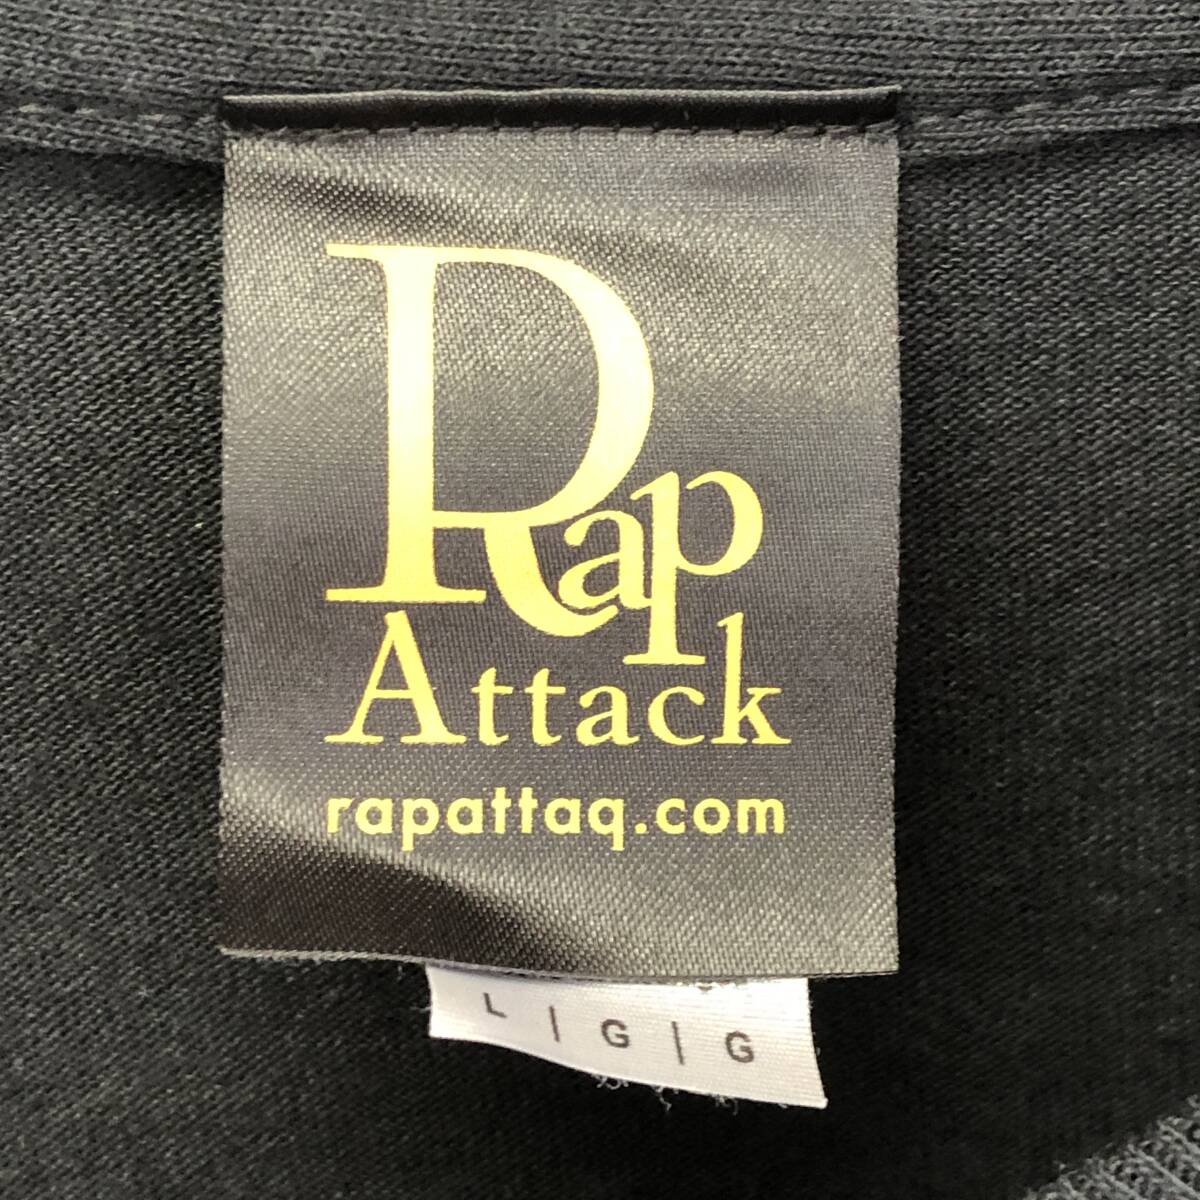 Rap
Attack
rapattaq.com
L | G | G